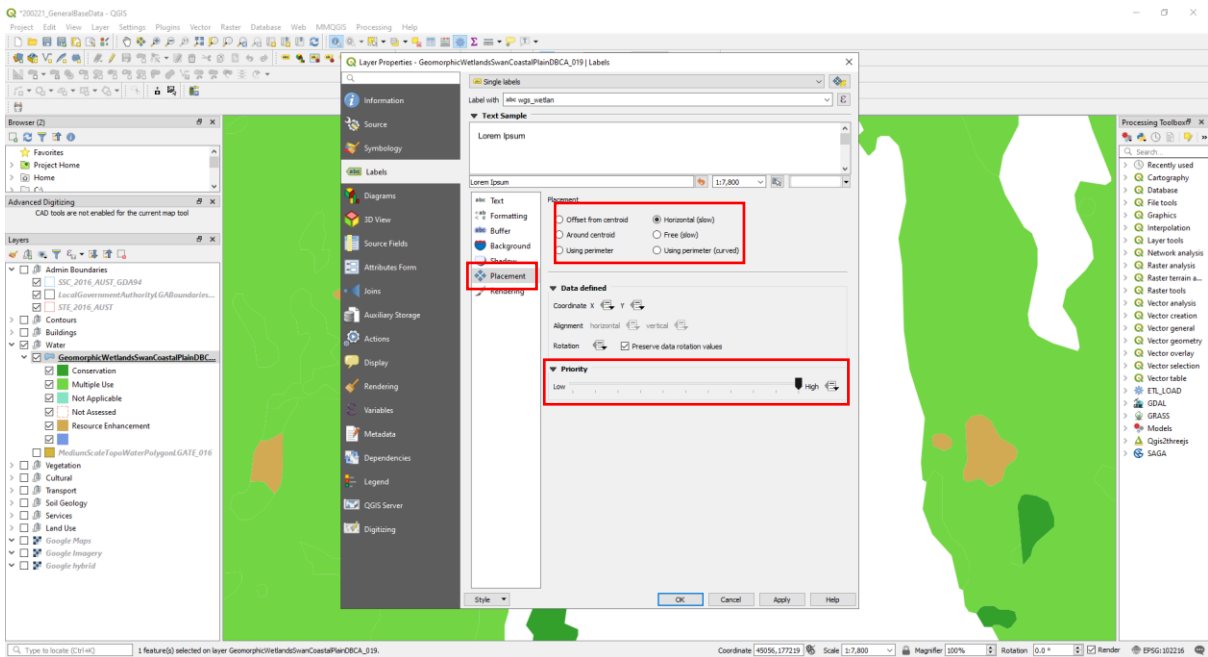 *200221_GeneralBaseData - QGIS
Project Edit View Layer Settings Plugins Vector Raster Database Web MMQGIS Processing Help
Browser (2)
Favorites
Project Home
Home
C:\
Advanced Digitizing
CAD tools are not enabled for the current map tool
Layers
Admin Boundaries
SSC_2016_AUST_GDA94
LocalGovernmentAuthorityLGABoundaries...
STE_2016_AUST
Contours
Buildings
Water
GeomorphicWetlandsSwanCoastalPlainDBC...
Conservation
Multiple Use
Not Applicable
Not Assessed
Resource Enhancement
MediumScaleTopoWaterPolygonLGATE_016
Vegetation
Cultural
Transport
Soil Geology
Services
Land Use
Google Maps
Google Imagery
Google hybrid
Layer Properties - GeomorphicWetlandsSwanCoastalPlainDBCA_019 | Labels
Information
Source
Symbology
Labels
Diagrams
3D View
Source Fields
Attributes Form
Joins
Auxiliary Storage
Actions
Display
Rendering
Variables
Metadata
Dependencies
Legend
QGIS Server
Digitizing
Single labels
Label with abc wgs_wetlan
Text Sample
Lorem Ipsum
Lorem Ipsum
1:7,800
Text
Formatting
Buffer
Background
Shadow
Placement
Rendering
Placement
Offset from centroid Horizontal (slow)
Around centroid Free (slow)
Using perimeter Using perimeter (curved)
Data defined
Coordinate X Y
Alignment horizontal vertical
Rotation Preserve data rotation values
Priority
Low High
Style OK Cancel Apply Help
Processing Toolbox
Search...
Recently used
Cartography
Database
File tools
Graphics
Interpolation
Layer tools
Network analysis
Raster analysis
Raster terrain a...
Raster tools
Vector analysis
Vector creation
Vector general
Vector geometry
Vector overlay
Vector selection
Vector table
ETL_LOAD
GDAL
GRASS
Models
Qgis2threejs
SAGA
Type to locate (Ctrl+K) 1 feature(s) selected on layer GeomorphicWetlandsSwanCoastalPlainDBCA_019. Coordinate 45056,177219 Scale 1:7,800 Magnifier 100% Rotation 0.0 ° Render EPSG:102216